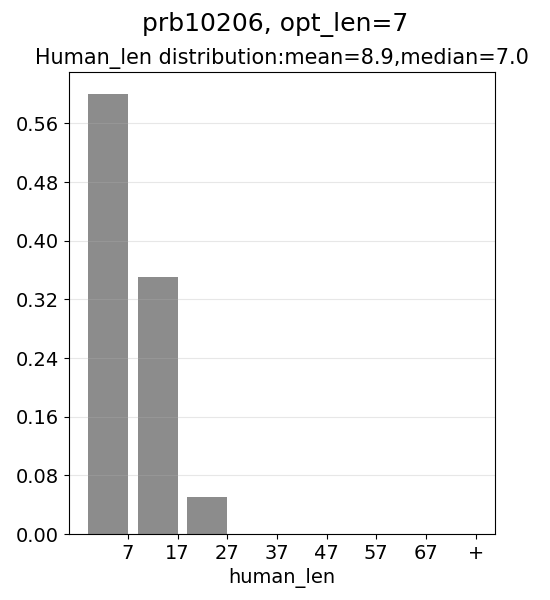 prb10206, opt_len=7
Human_len distribution:mean=8.9,median=7.0
0.56
0.48
0.40
0.32
0.24
0.16
0.08
0.00
7 17 27 37 47 57 67 +
human_len